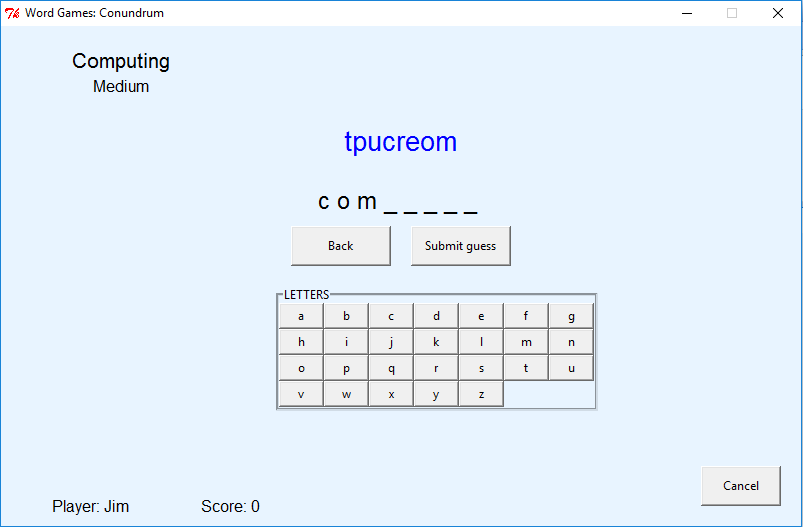 Word Games: Conundrum
Computing
Medium
tpucreom
c o m _ _ _ _ _
Back Submit guess
LETTERS
a b c d e f g
h i j k l m n
o p q r s t u
v w x y z
Cancel
Player: Jim Score: 0